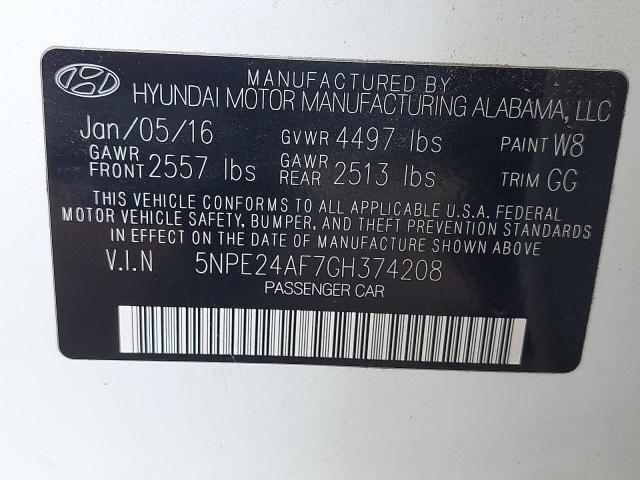 MANUFACTURED BY
HYUNDAI MOTOR MANUFACTURING ALABAMA, LLC
Jan/05/16 GVWR 4497 lbs PAINT W8
GAWR FRONT 2557 lbs GAWR REAR 2513 lbs TRIM GG
THIS VEHICLE CONFORMS TO ALL APPLICABLE U.S.A. FEDERAL
MOTOR VEHICLE SAFETY, BUMPER, AND THEFT PREVENTION STANDARDS
IN EFFECT ON THE DATE OF MANUFACTURE SHOWN ABOVE.
V.I.N 5NPE24AF7GH374208
PASSENGER CAR